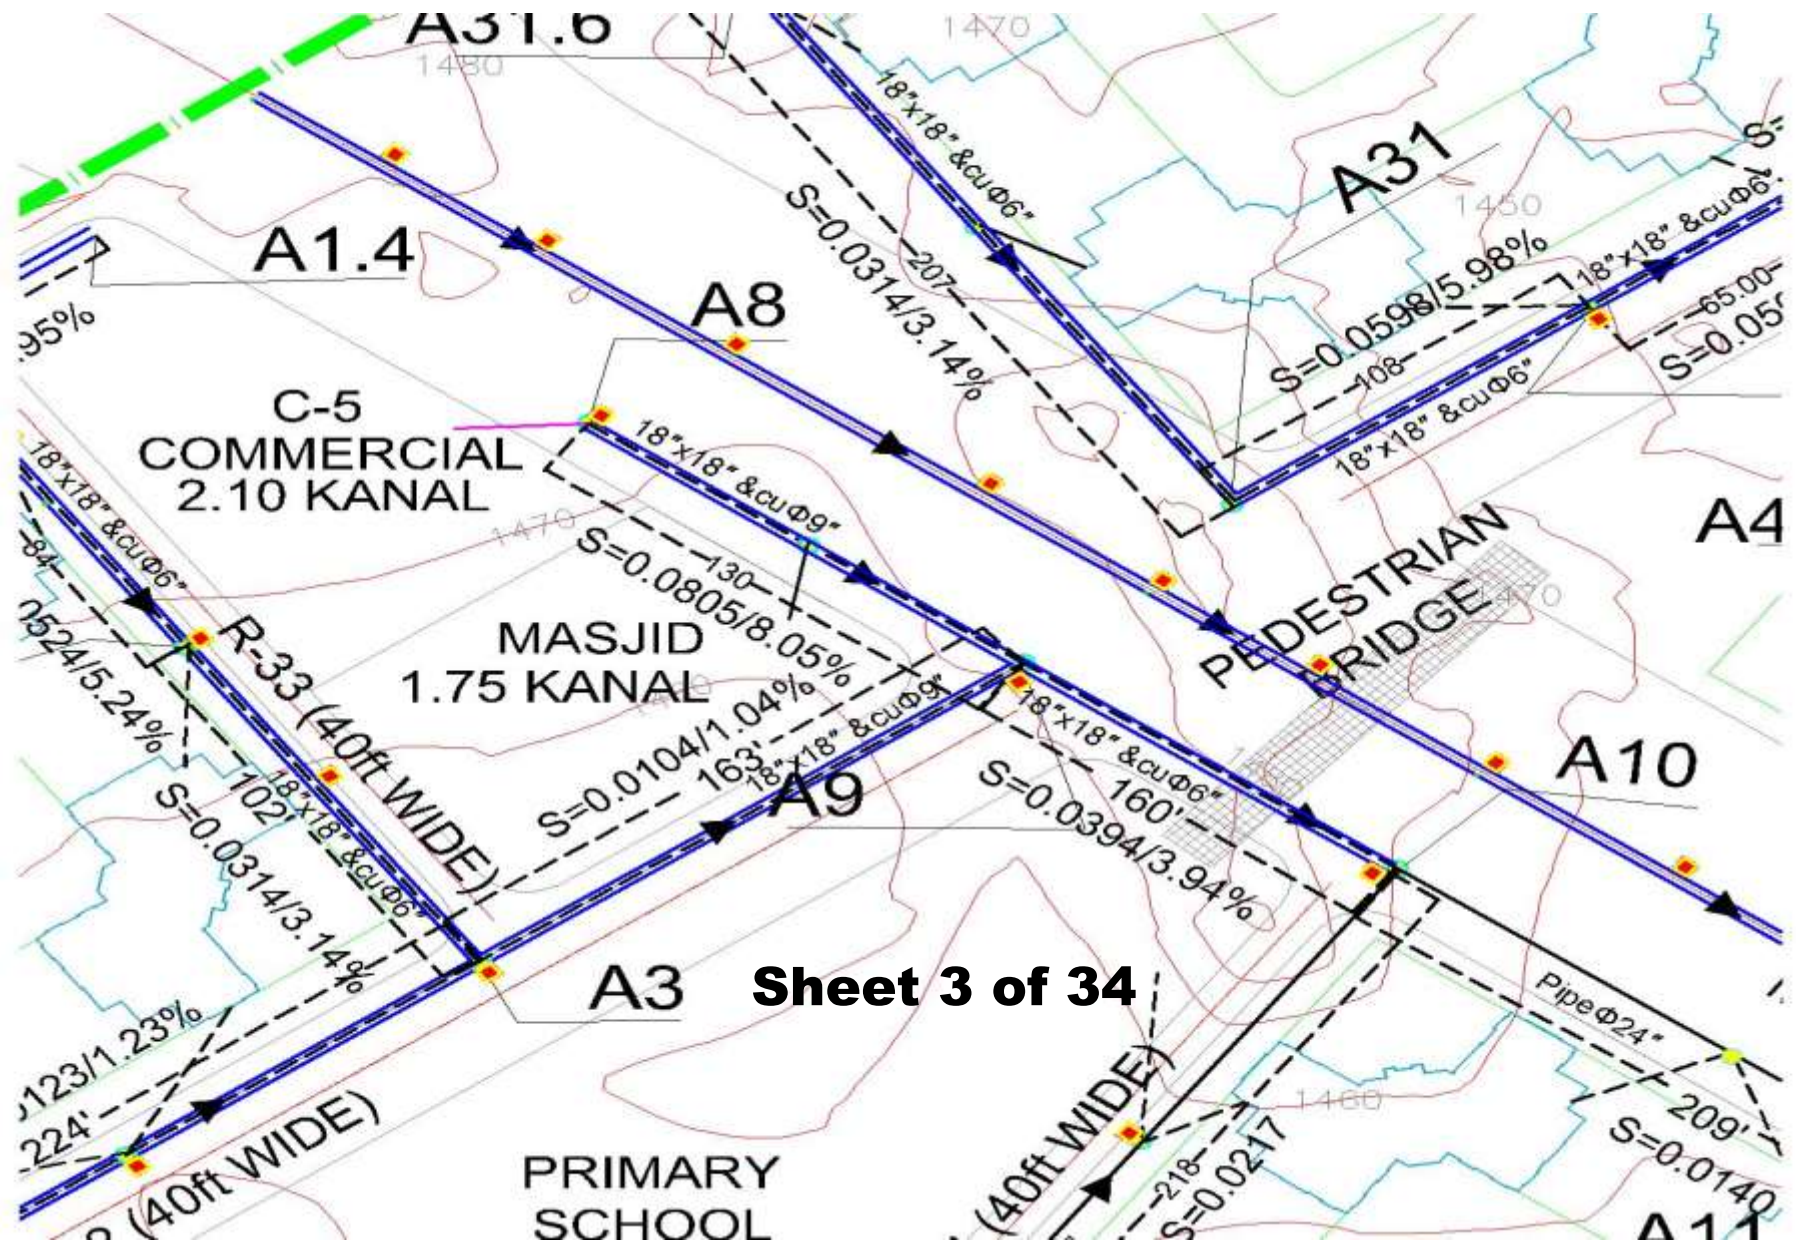 A31.6
1480
1470
18"x18" &cuΦ6"
A31
1450
S=
A1.4
S=0.0314/3.14%
207
18"x18" &cuΦ6"
S=0.0598/5.98%
108
65.00
S=0.05
A8
.95%
18"x18" &cuΦ6"
C-5
COMMERCIAL
2.10 KANAL
18"x18" &cuΦ9"
1470
130
S=0.0805/8.05%
A4
PEDESTRIAN
BRIDGE
1470
18"x18" &cuΦ6"
84
0524/5.24%
R-33 (40ft WIDE)
MASJID
1.75 KANAL
S=0.0104/1.04%
163'
18"x18" &cuΦ9"
A9
18"x18" &cuΦ6"
160'
S=0.0394/3.94%
A10
102'
18"x18" &cuΦ6"
S=0.0314/3.14%
A3
Sheet 3 of 34
PipeΦ24"
0123/1.23%
224'
2 (40ft WIDE)
1460
(40ft WIDE)
218
S=0.0217
209'
S=0.0140
A11
PRIMARY
SCHOOL